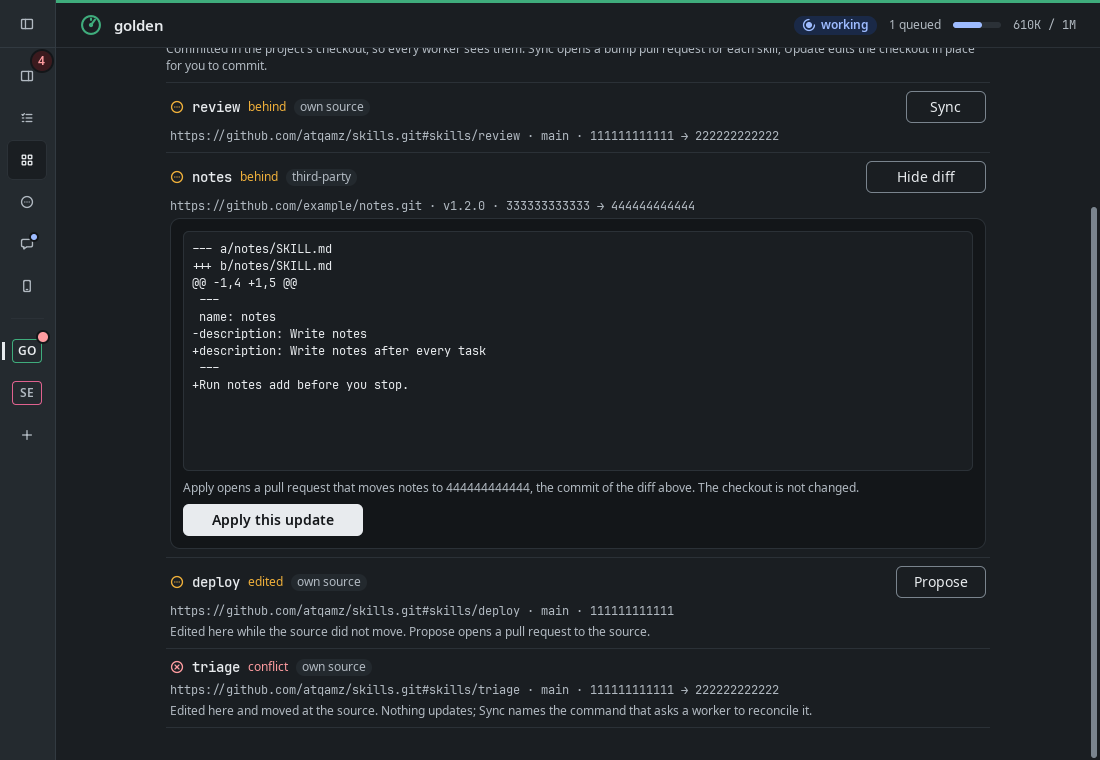 golden
working
1 queued
610K / 1M
4
Committed in the project's checkout, so every worker sees them. Sync opens a bump pull request for each skill, Update edits the checkout in place
for you to commit.
review behind own source
Sync
https://github.com/atqamz/skills.git#skills/review · main · 111111111111 → 222222222222
notes behind third-party
Hide diff
https://github.com/example/notes.git · v1.2.0 · 333333333333 → 444444444444
--- a/notes/SKILL.md
+++ b/notes/SKILL.md
@@ -1,4 +1,5 @@
 ---
 name: notes
-description: Write notes
+description: Write notes after every task
 ---
+Run notes add before you stop.
Apply opens a pull request that moves notes to 444444444444, the commit of the diff above. The checkout is not changed.
Apply this update
deploy edited own source
Propose
https://github.com/atqamz/skills.git#skills/deploy · main · 111111111111
Edited here while the source did not move. Propose opens a pull request to the source.
triage conflict own source
https://github.com/atqamz/skills.git#skills/triage · main · 111111111111 → 222222222222
Edited here and moved at the source. Nothing updates; Sync names the command that asks a worker to reconcile it.
GO
SE